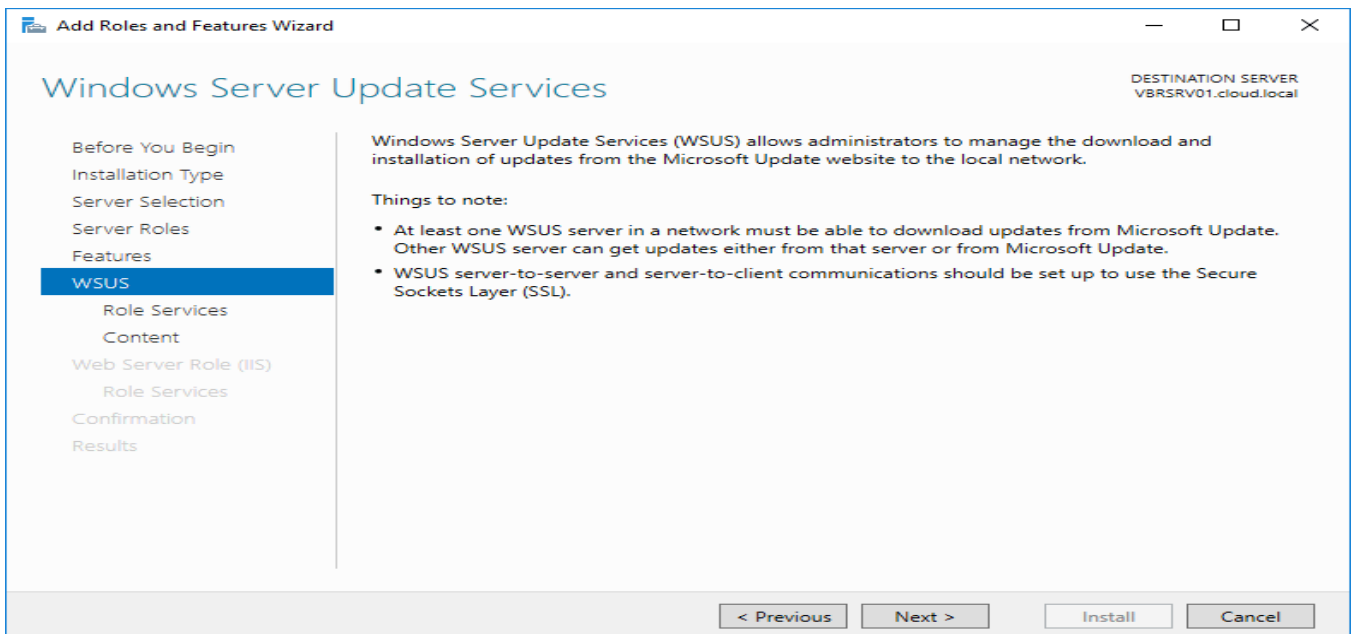 Add Roles and Features Wizard
Windows Server Update Services
DESTINATION SERVER
VBRSRV01.cloud.local
Before You Begin
Installation Type
Server Selection
Server Roles
Features
WSUS
Role Services
Content
Web Server Role (IIS)
Role Services
Confirmation
Results
Windows Server Update Services (WSUS) allows administrators to manage the download and
installation of updates from the Microsoft Update website to the local network.
Things to note:
• At least one WSUS server in a network must be able to download updates from Microsoft Update.
Other WSUS server can get updates either from that server or from Microsoft Update.
• WSUS server-to-server and server-to-client communications should be set up to use the Secure
Sockets Layer (SSL).
< Previous
Next >
Install
Cancel